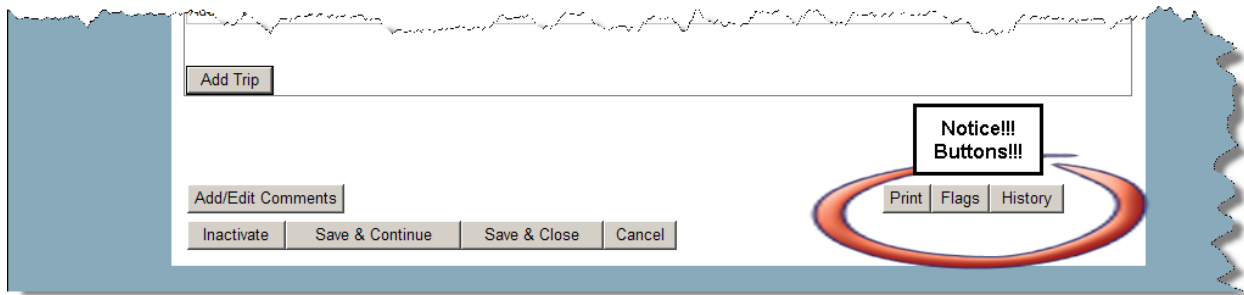 Add Trip
Notice!!!
Buttons!!!
Add/Edit Comments
Print Flags History
Inactivate Save & Continue Save & Close Cancel